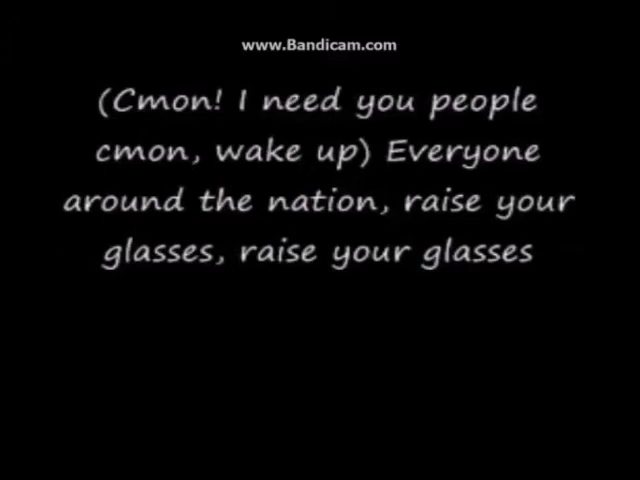 www.Bandicam.com
(Cmon! I need you people
cmon, wake up) Everyone
around the nation, raise your
glasses, raise your glasses